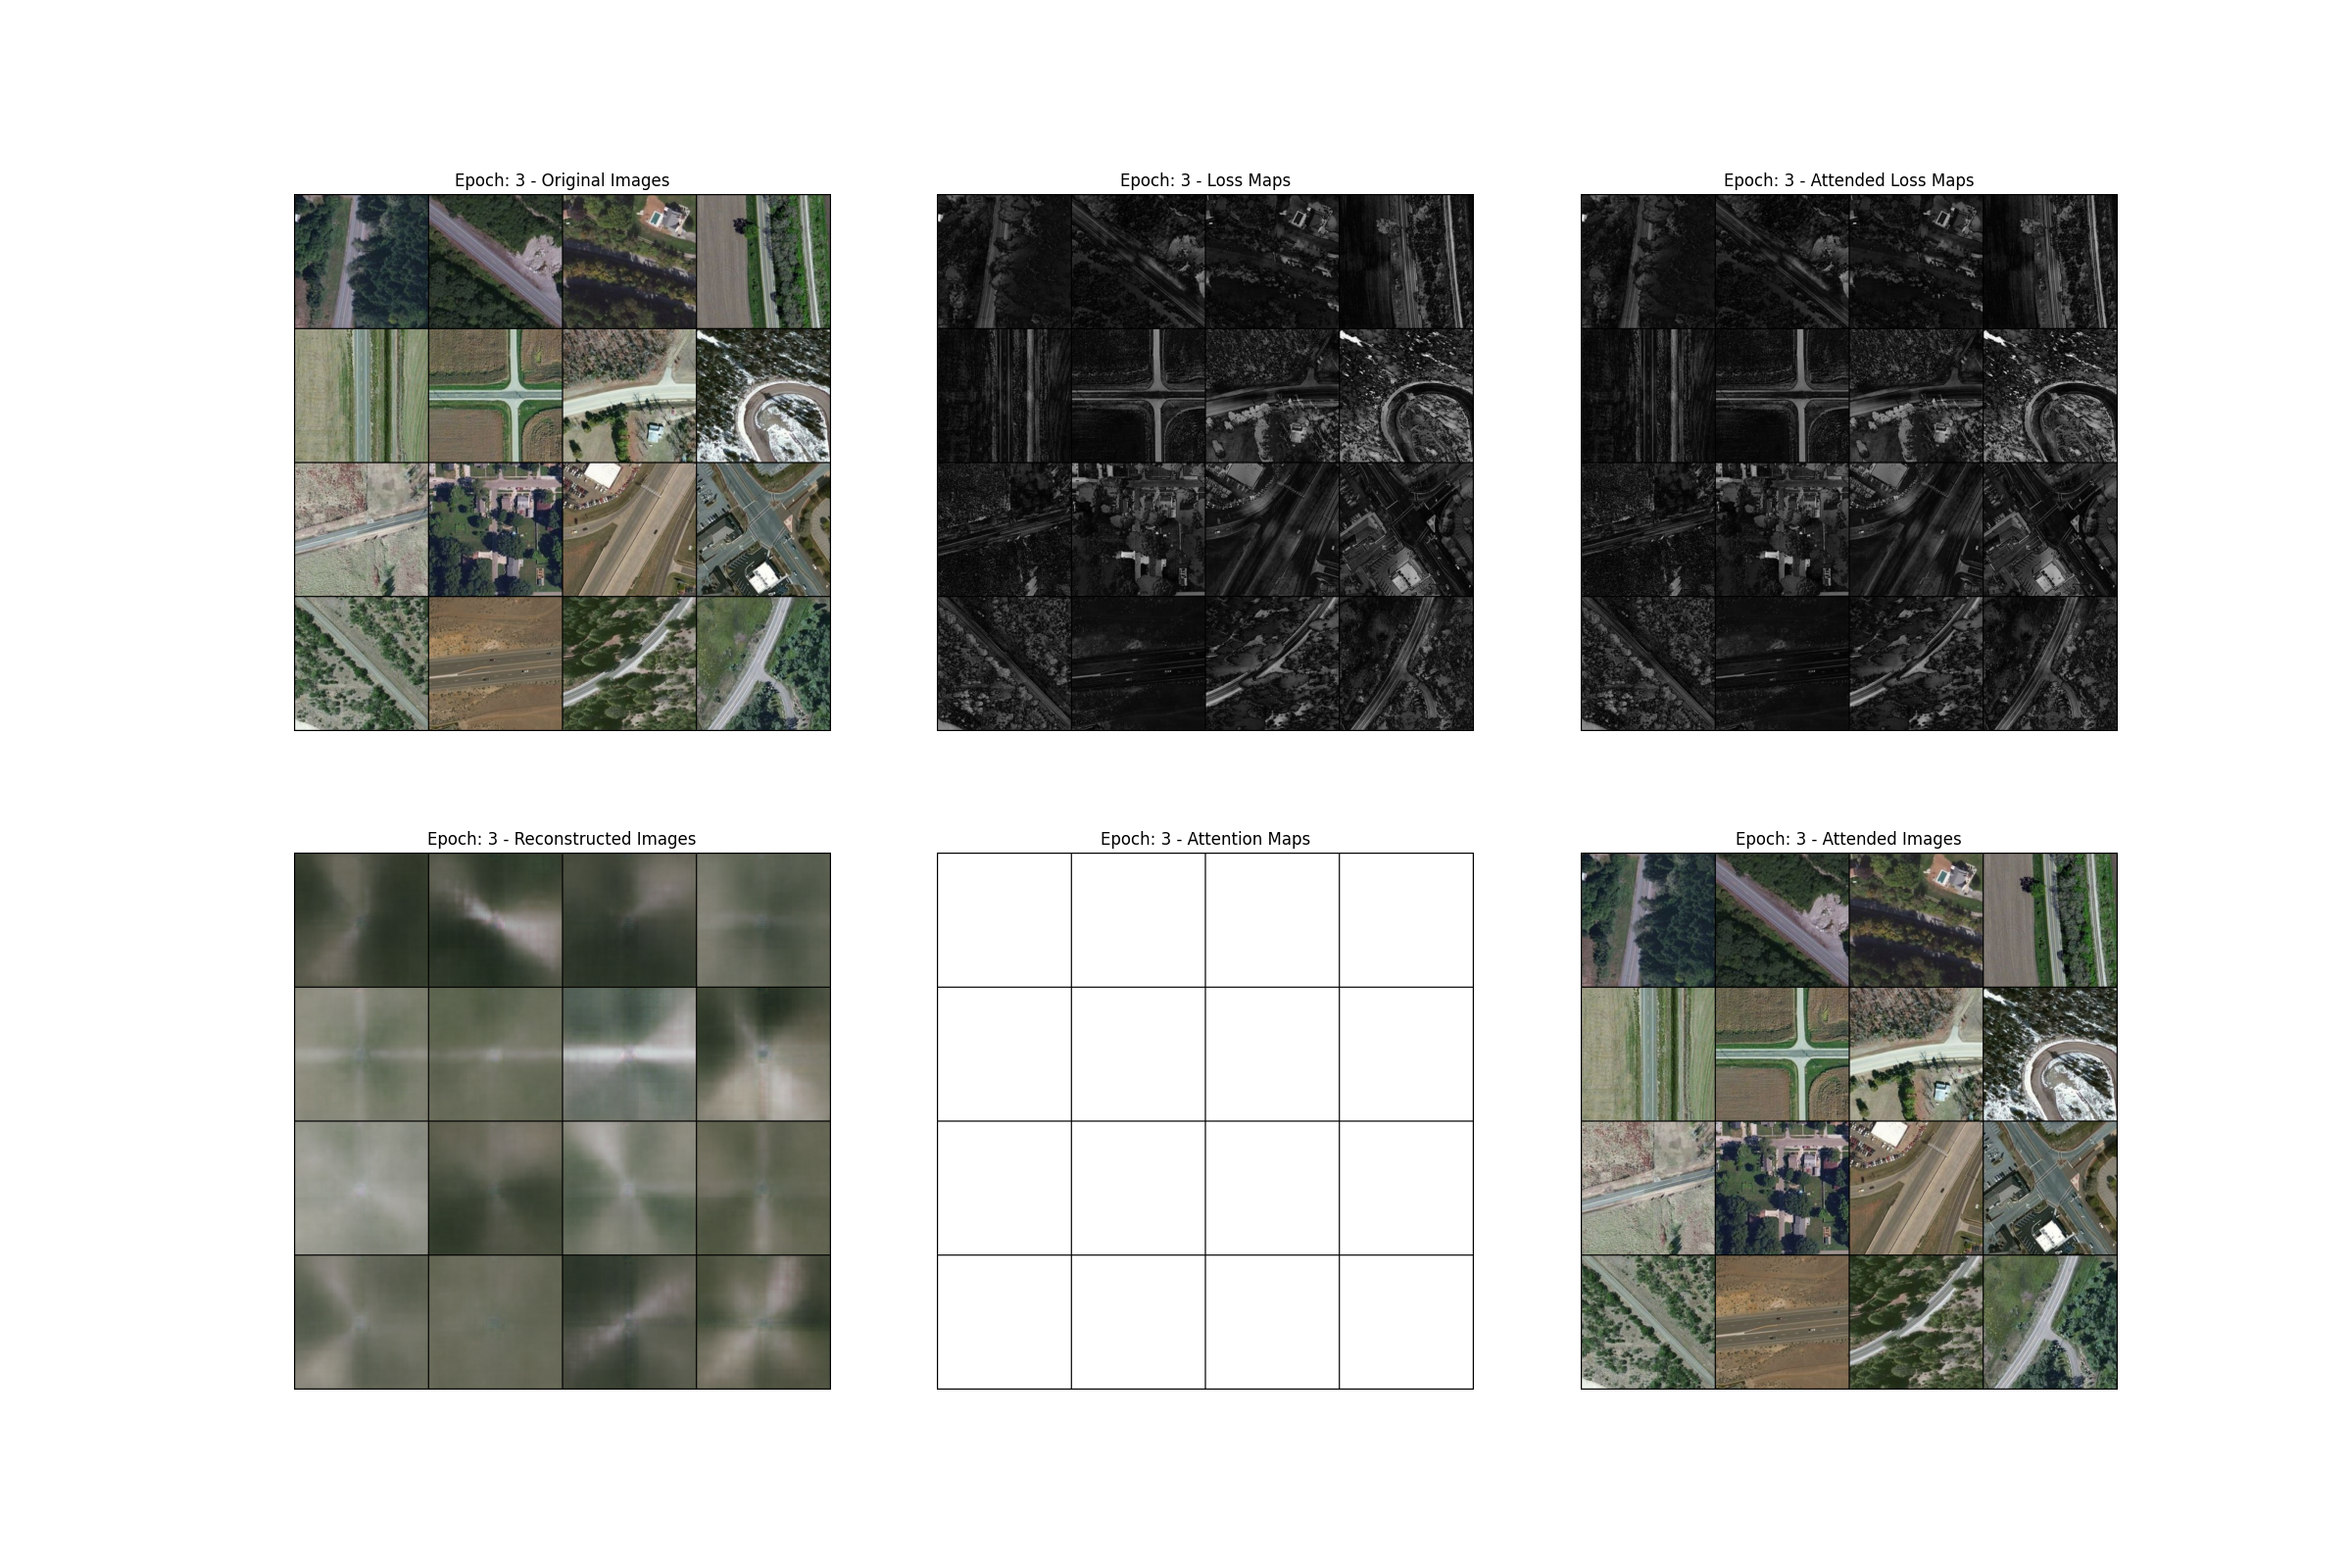 Epoch: 3 - Original Images
Epoch: 3 - Loss Maps
Epoch: 3 - Attended Loss Maps
Epoch: 3 - Reconstructed Images
Epoch: 3 - Attention Maps
Epoch: 3 - Attended Images